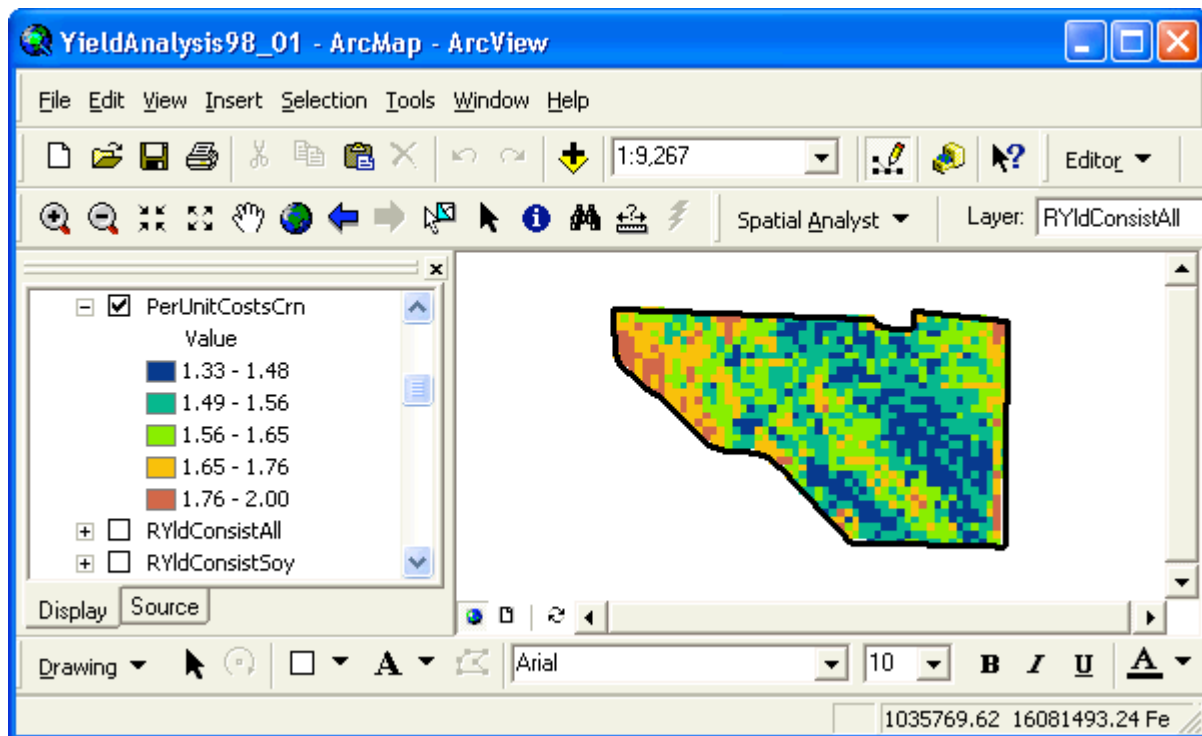 YieldAnalysis98_01 - ArcMap - ArcView
File Edit View Insert Selection Tools Window Help
1:9,267 Editor
Spatial Analyst Layer: RYldConsistAll
PerUnitCostsCrn
Value
1.33 - 1.48
1.49 - 1.56
1.56 - 1.65
1.65 - 1.76
1.76 - 2.00
RYldConsistAll
RYldConsistSoy
Display Source
Drawing A Arial 10 B I U A
1035769.62 16081493.24 Fe